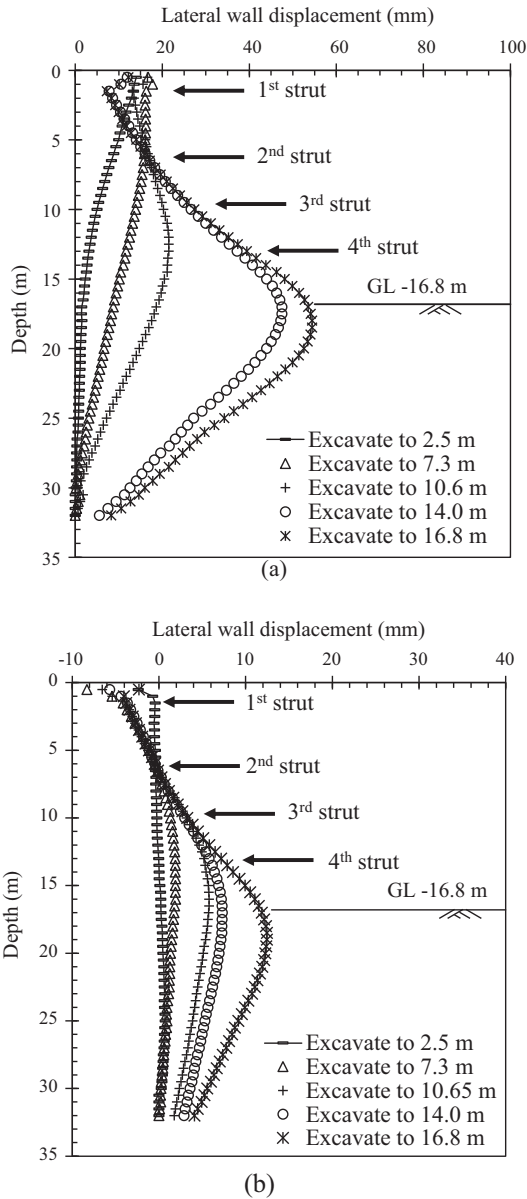 Lateral wall displacement (mm)
0 20 40 60 80 100
0
5
10
15
20
25
30
35
Depth (m)
1st strut
2nd strut
3rd strut
4th strut
GL -16.8 m
Excavate to 2.5 m
Excavate to 7.3 m
Excavate to 10.6 m
Excavate to 14.0 m
Excavate to 16.8 m
(a)
Lateral wall displacement (mm)
-10 0 10 20 30 40
0
5
10
15
20
25
30
35
Depth (m)
1st strut
2nd strut
3rd strut
4th strut
GL -16.8 m
Excavate to 2.5 m
Excavate to 7.3 m
Excavate to 10.65 m
Excavate to 14.0 m
Excavate to 16.8 m
(b)